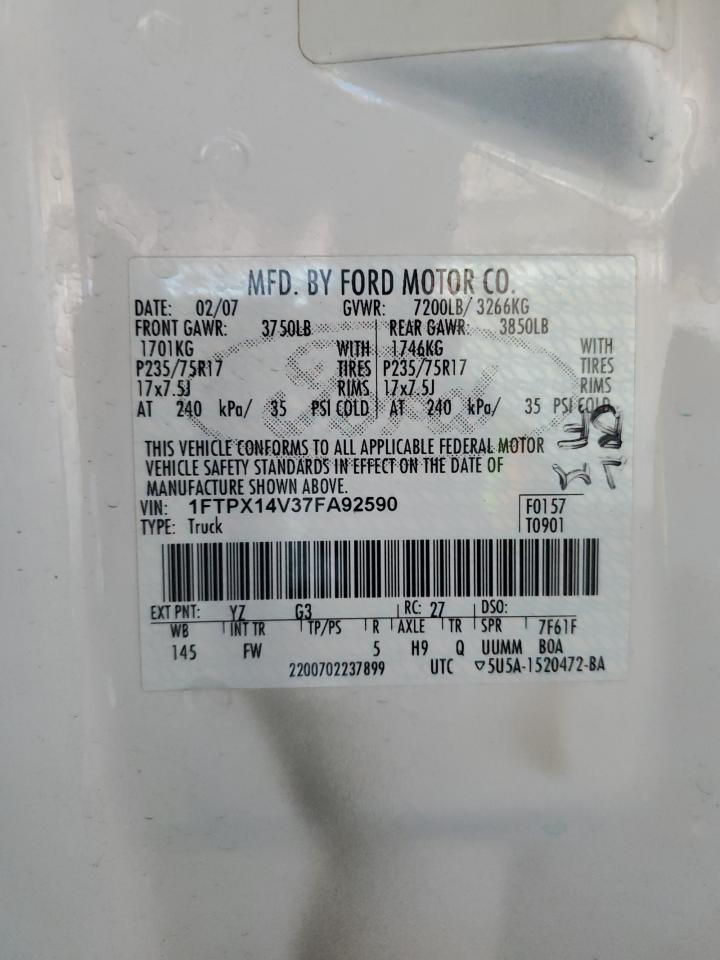 MFD. BY FORD MOTOR CO.
DATE: 02/07 GVWR: 7200LB/ 3266KG
FRONT GAWR: 3750LB REAR GAWR: 3850LB
1701KG WITH 1746KG WITH
P235/75R17 TIRES P235/75R17 TIRES
17x7.5J RIMS 17x7.5J RIMS
AT 240 kPa/ 35 PSI COLD AT 240 kPa/ 35 PSI COLD
Ford
THIS VEHICLE CONFORMS TO ALL APPLICABLE FEDERAL MOTOR
VEHICLE SAFETY STANDARDS IN EFFECT ON THE DATE OF
MANUFACTURE SHOWN ABOVE.
VIN: 1FTPX14V37FA92590 F0157
TYPE: Truck T0901
EXT PNT: YZ G3 RC: 27 DSO:
WB INT TR TP/PS R AXLE TR SPR 7F61F
145 FW 5 H9 Q UUMM BOA
2200702237899 UTC ▽5U5A-1520472-BA